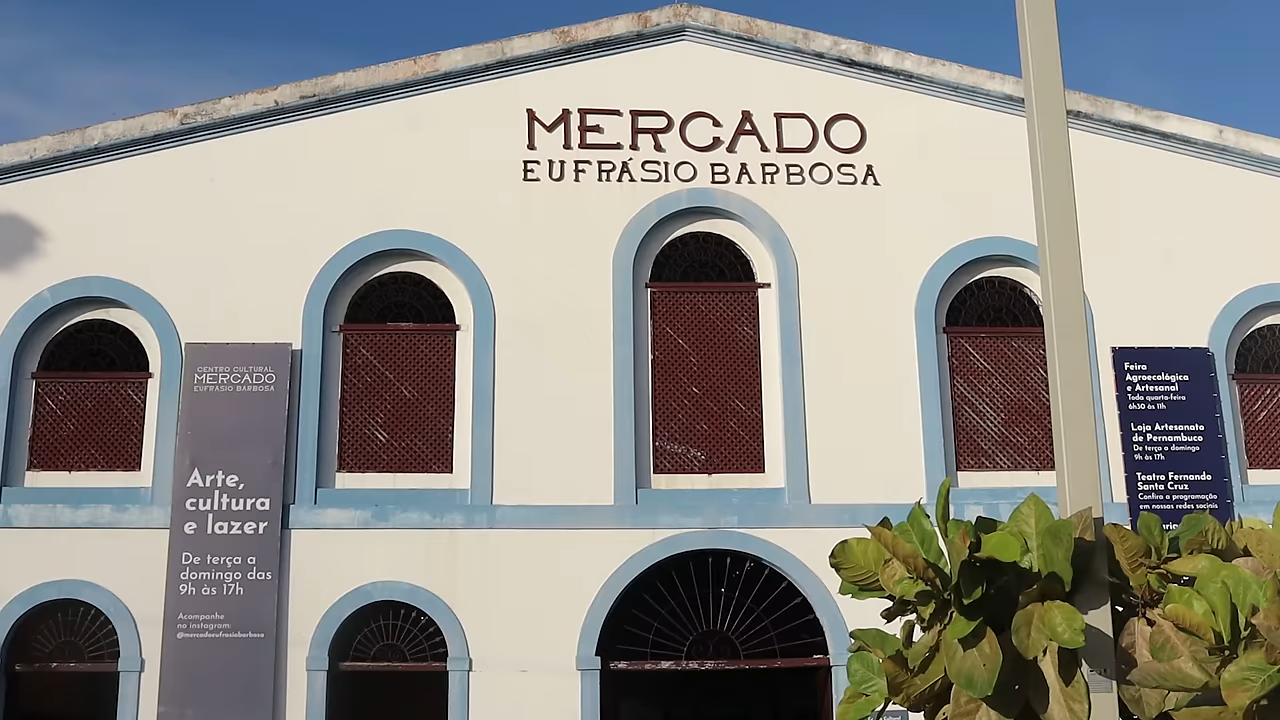 MERCADO
EUFRÁSIO BARBOSA
CENTRO CULTURAL
MERCADO
EUFRÁSIO BARBOSA
Arte,
cultura
e lazer
De terça a
domingo das
9h às 17h
Acompanhe
no instagram:
@mercadoeufrasiobarbosa
Feira
Agroecológica
e Artesanal
Toda quarta-feira
6h30 às 11h
Loja Artesanato
de Pernambuco
De terça a domingo
9h às 17h
Teatro Fernando
Santa Cruz
Confira a programação
em nossas redes sociais